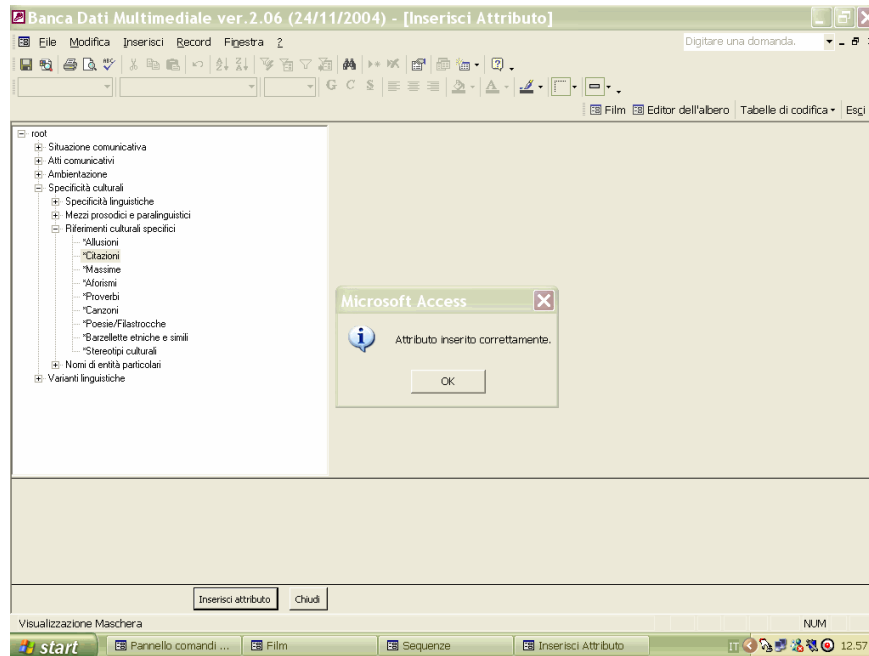 Banca Dati Multimediale ver.2.06 (24/11/2004) - [Inserisci Attributo]
File Modifica Inserisci Record Finestra ? Digitare una domanda.
G C S
Film Editor dell'albero Tabelle di codifica Esci
root
Situazione comunicativa
Atti comunicativi
Ambientazione
Specificità culturali
Specificità linguistiche
Mezzi prosodici e paralinguistici
Riferimenti culturali specifici
*Allusioni
*Citazioni
*Massime
*Aforismi
*Proverbi
*Canzoni
*Poesie/Filastrocche
*Barzellette etniche e simili
*Stereotipi culturali
Nomi di entità particolari
Varianti linguistiche
Microsoft Access
Attributo inserito correttamente.
OK
Inserisci attributo Chiudi
Visualizzazione Maschera NUM
start Pannello comandi ... Film Sequenze Inserisci Attributo IT 12.57